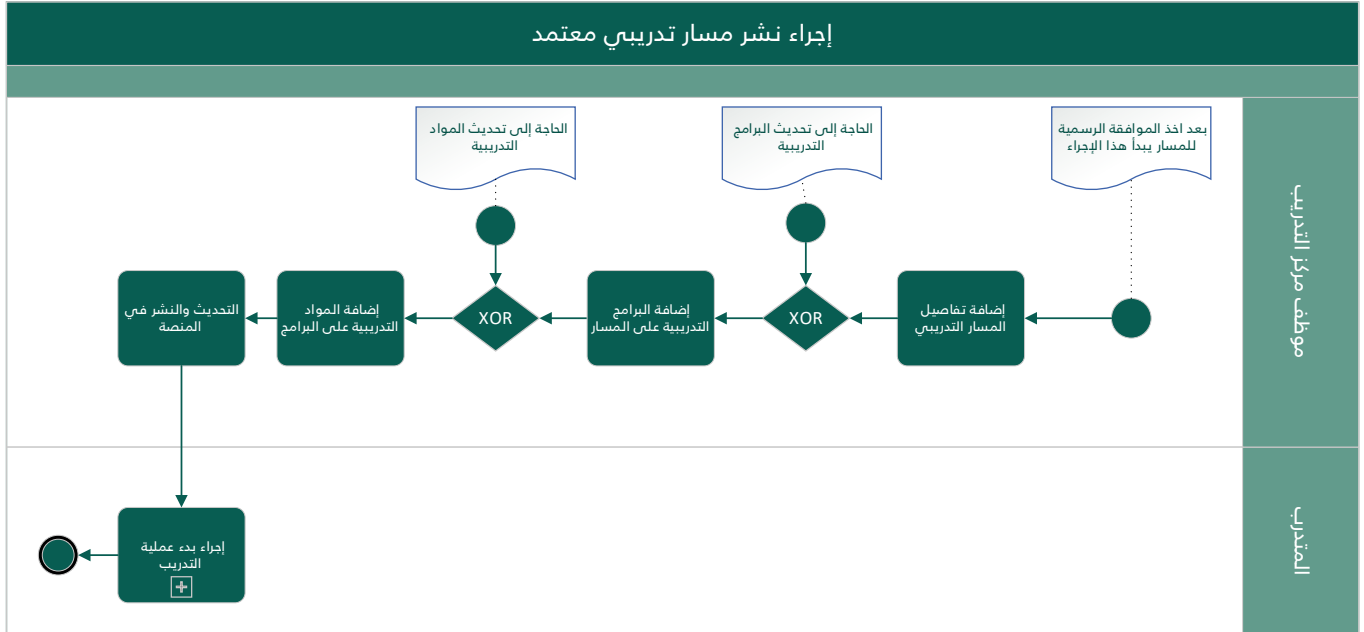 إجراء نشر مسار تدريبي معتمد
موظف مركز التدريب
بعد اخذ الموافقة الرسمية
للمسار يبدأ هذا الإجراء
الحاجة إلى تحديث البرامج
التدريبية
الحاجة إلى تحديث المواد
التدريبية
إضافة تفاصيل
المسار التدريبي
XOR
إضافة البرامج
التدريبية على المسار
XOR
إضافة المواد
التدريبية على البرامج
التحديث والنشر في
المنصة
المتدرب
إجراء بدء عملية
التدريب